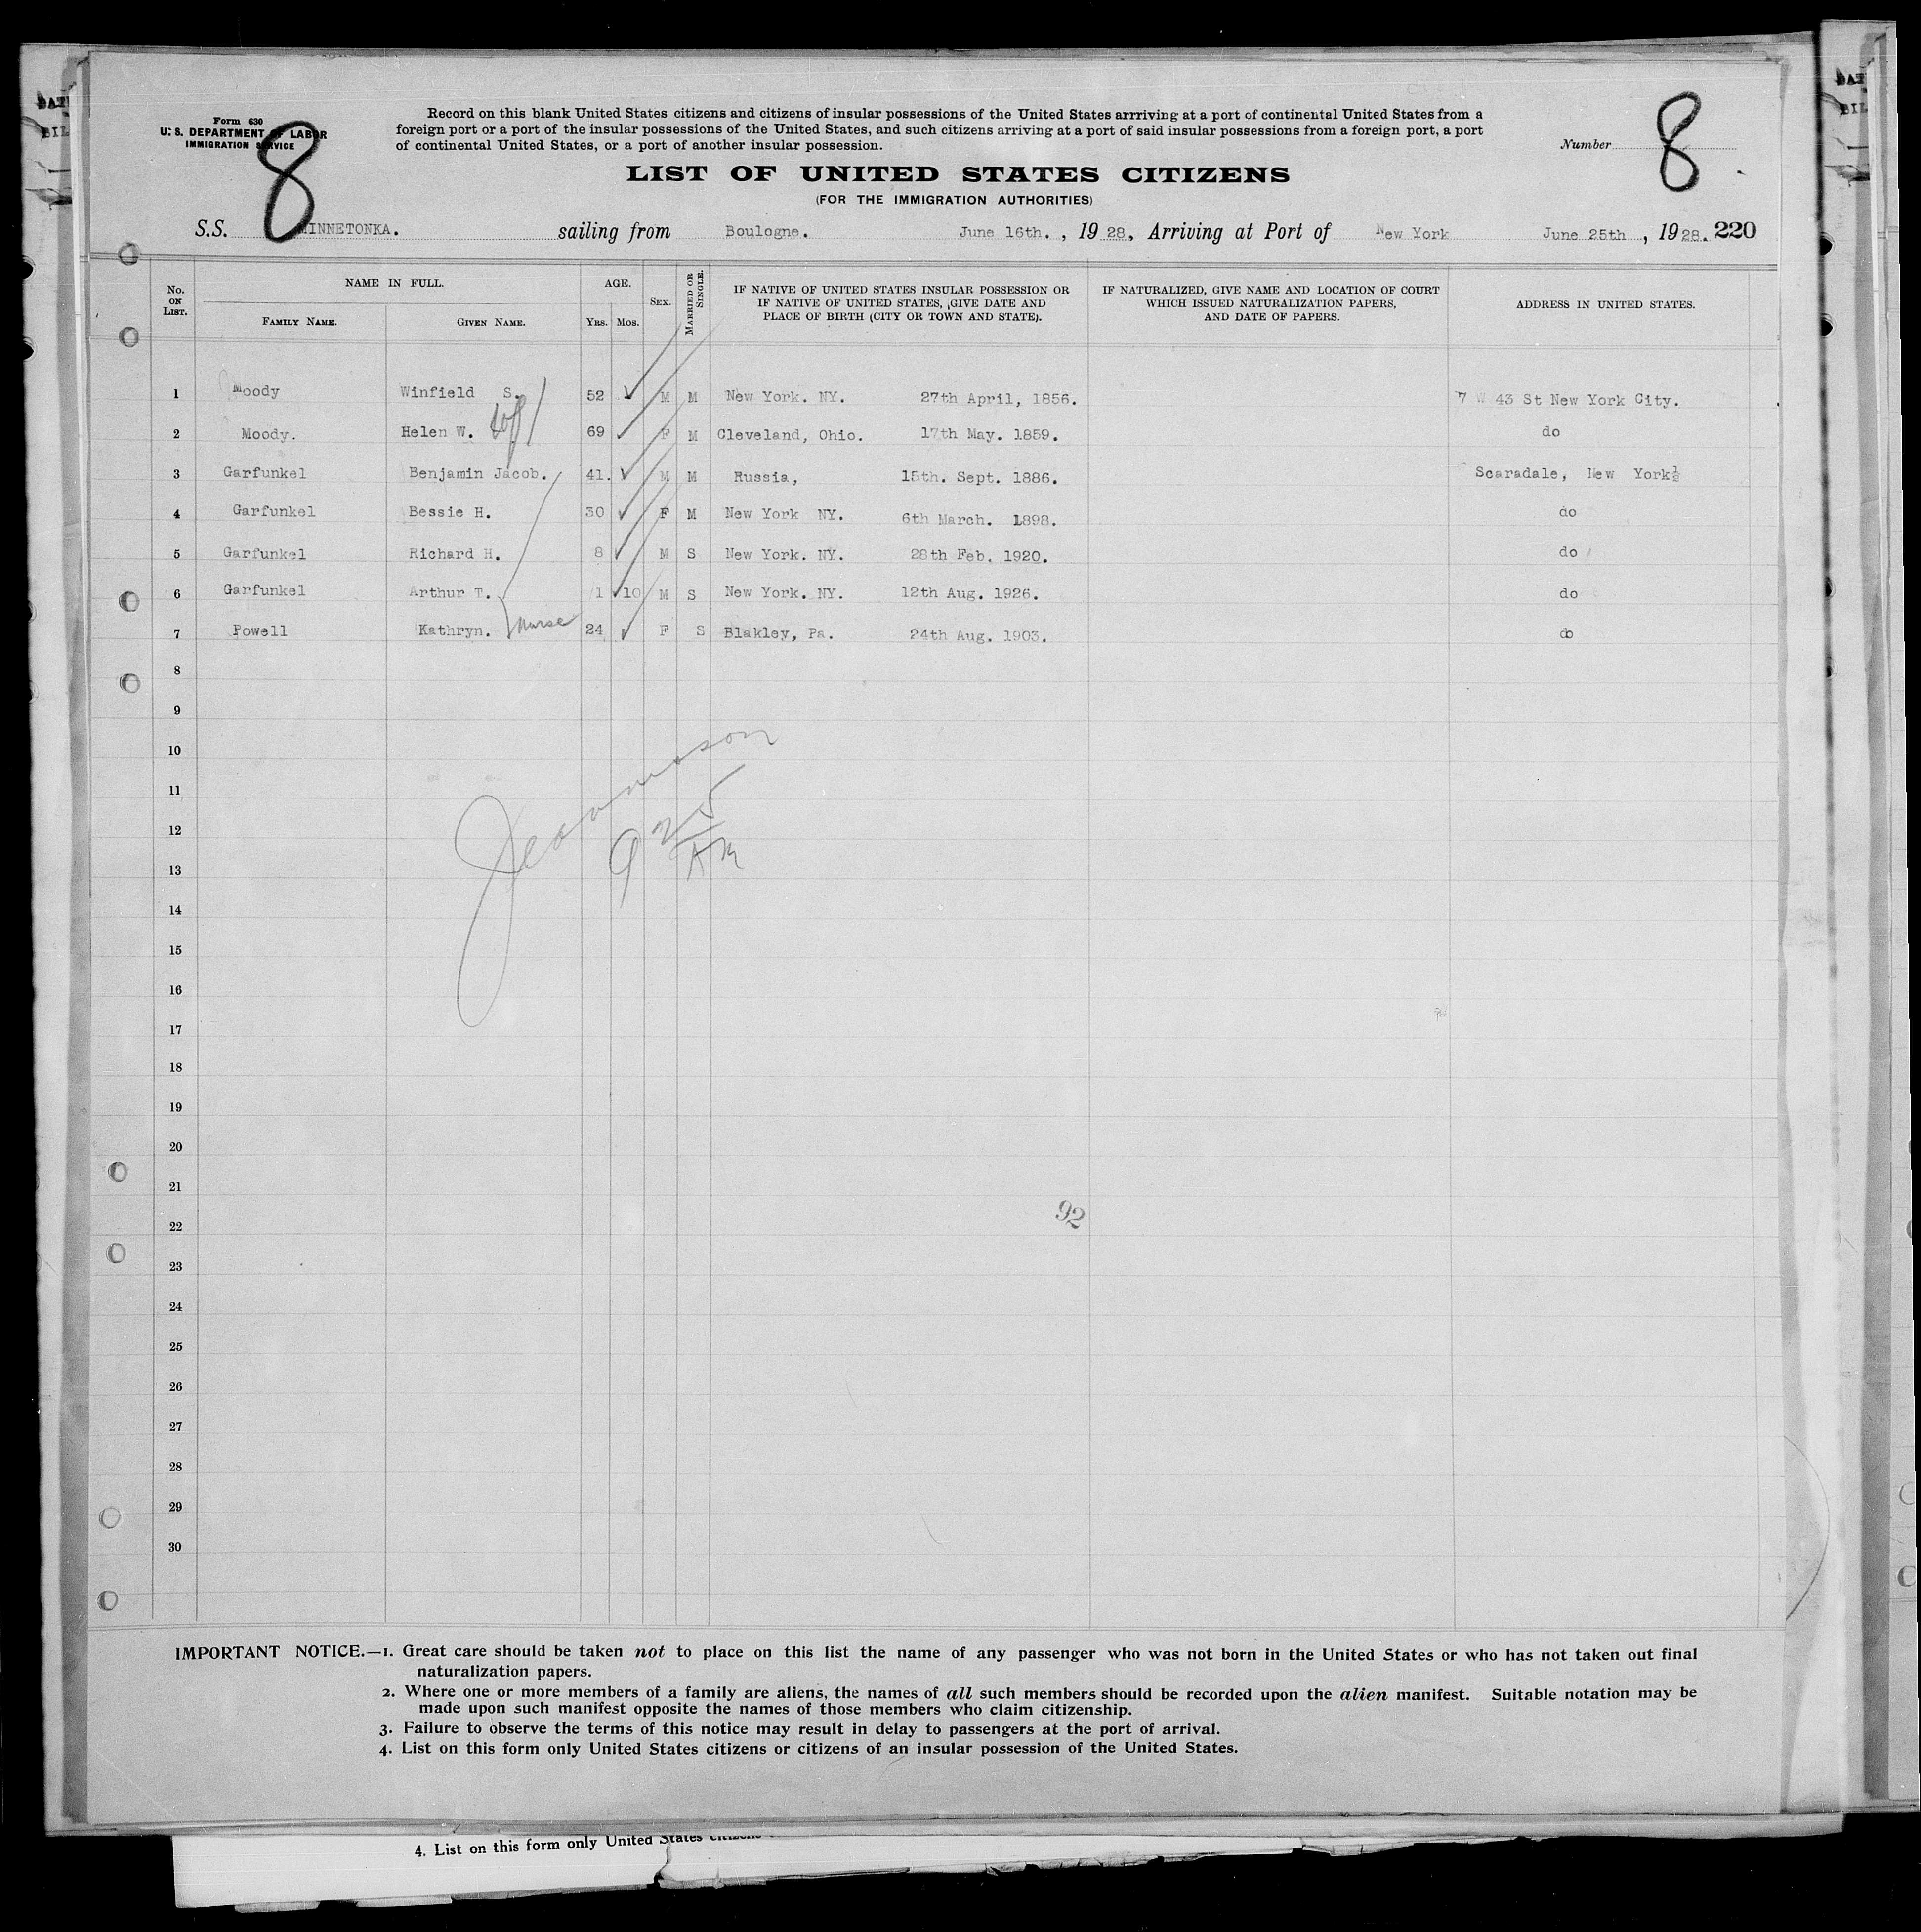 Form 630
U. S. DEPARTMENT OF LABOR
IMMIGRATION SERVICE
8
Record on this blank United States citizens and citizens of insular possessions of the United States arrriving at a port of continental United States from a
foreign port or a port of the insular possessions of the United States, and such citizens arriving at a port of said insular possessions from a foreign port, a port
of continental United States, or a port of another insular possession.
Number 8
LIST OF UNITED STATES CITIZENS
(FOR THE IMMIGRATION AUTHORITIES)
S.S. MINNETONKA. sailing from Boulogne. June 16th. , 19 28, Arriving at Port of New York June 25th , 19 28. 220
No. ON LIST. NAME IN FULL. AGE. SEX. MARRIED OR SINGLE. IF NATIVE OF UNITED STATES INSULAR POSSESSION OR IF NATIVE OF UNITED STATES, GIVE DATE AND PLACE OF BIRTH (CITY OR TOWN AND STATE). IF NATURALIZED, GIVE NAME AND LOCATION OF COURT WHICH ISSUED NATURALIZATION PAPERS, AND DATE OF PAPERS. ADDRESS IN UNITED STATES.
FAMILY NAME. GIVEN NAME. YRS. MOS.
1 Moody Winfield S. 52 M M New York. NY. 27th April, 1856. 7 W 43 St New York City.
2 Moody. Helen W. 69 F M Cleveland, Ohio. 17th May. 1859. do
3 Garfunkel Benjamin Jacob. 41. M M Russia, 15th. Sept. 1886. Scaradale, New York½
4 Garfunkel Bessie H. 30 F M New York NY. 6th March. 1898. do
5 Garfunkel Richard H. 8 M S New York. NY. 28th Feb. 1920. do
6 Garfunkel Arthur T. 1 10 M S New York. NY. 12th Aug. 1926. do
7 Powell Kathryn. Nurse 24 F S Blakley, Pa. 24th Aug. 1903. do
8
9
10
11
12
13
14
15
16
17
18
19
20
21
92
22
23
24
25
26
27
28
29
30
IMPORTANT NOTICE.—1. Great care should be taken not to place on this list the name of any passenger who was not born in the United States or who has not taken out final
naturalization papers.
2. Where one or more members of a family are aliens, the names of all such members should be recorded upon the alien manifest. Suitable notation may be
made upon such manifest opposite the names of those members who claim citizenship.
3. Failure to observe the terms of this notice may result in delay to passengers at the port of arrival.
4. List on this form only United States citizens or citizens of an insular possession of the United States.
4. List on this form only United States citizens